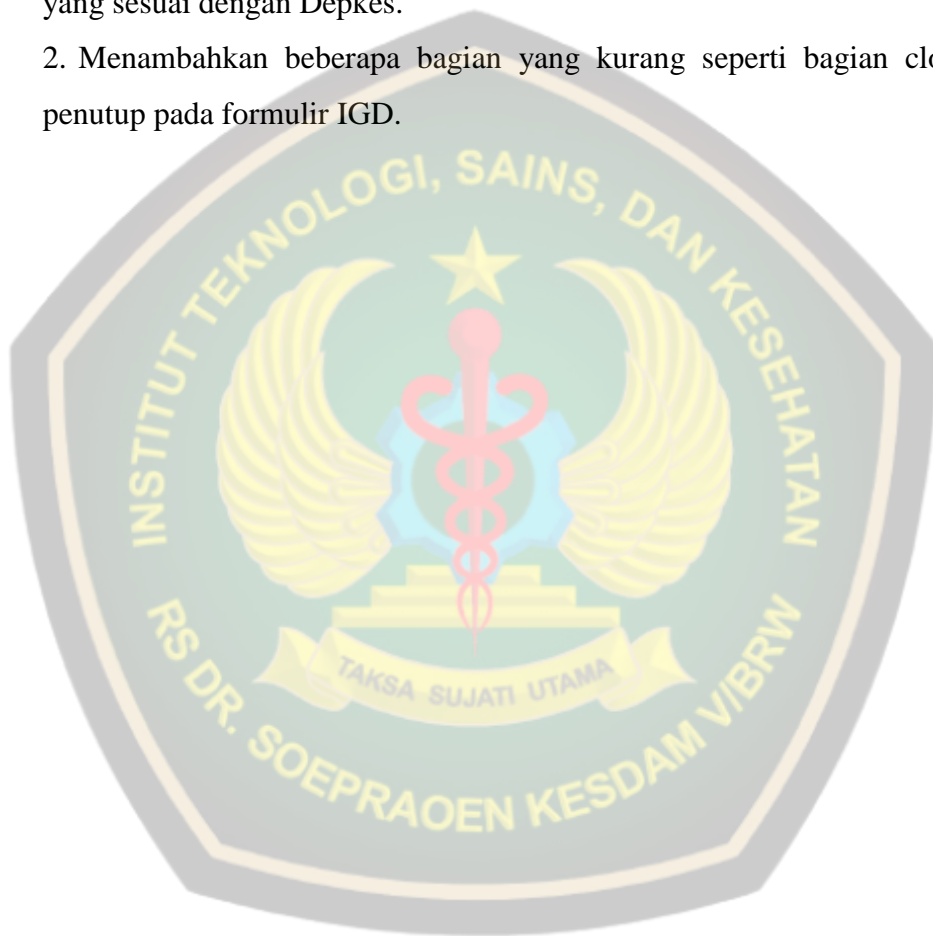 yang sesuai dengan Depkes.
2. Menambahkan beberapa bagian yang kurang seperti bagian
penutup pada formulir IGD.
INSTITUT TEKNOLOGI, SAINS, DAN KESEHATAN
TAKSA SUJATI UTAMA
RS DR. SOEPRAOEN KESDAM V/BRW